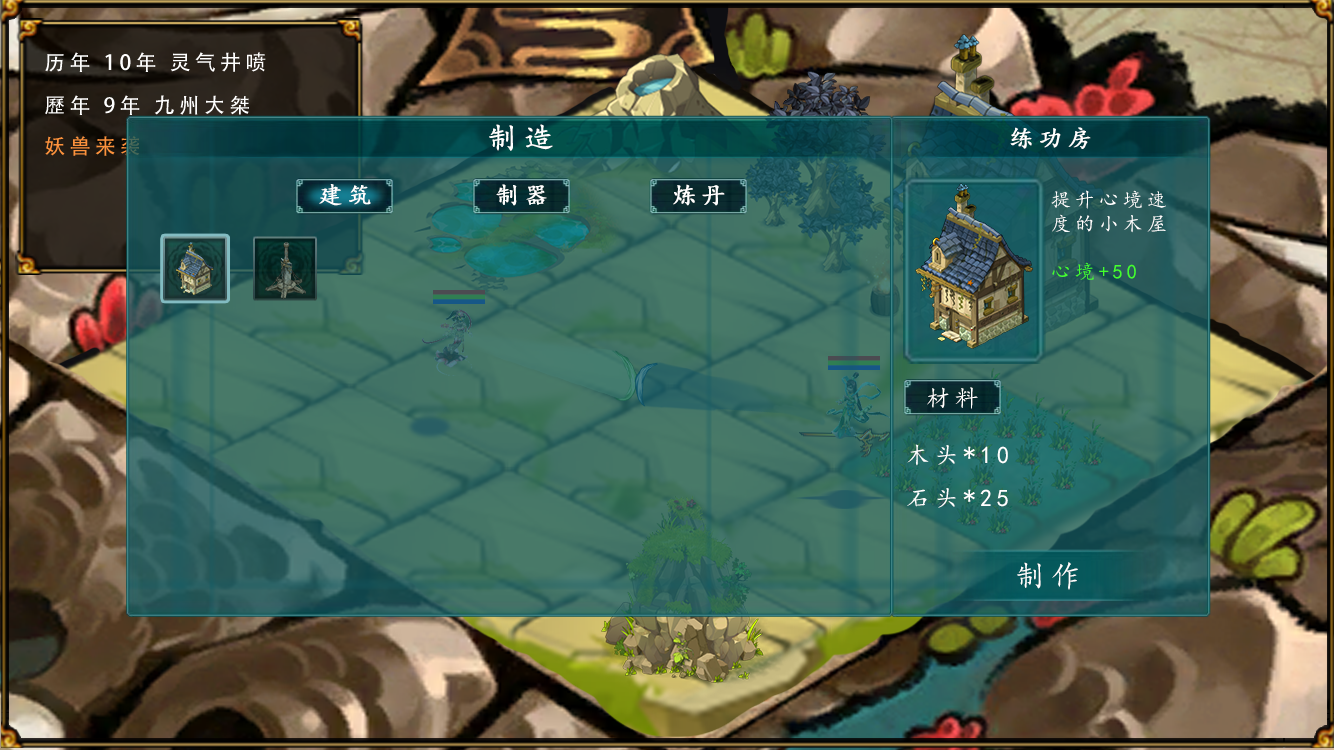 历年 10年 灵气井喷
歷年 9年 九州大桀
妖兽来袭
制造
建筑
制器
炼丹
练功房
提升心境速
度的小木屋
心境+50
材料
木头*10
石头*25
制作